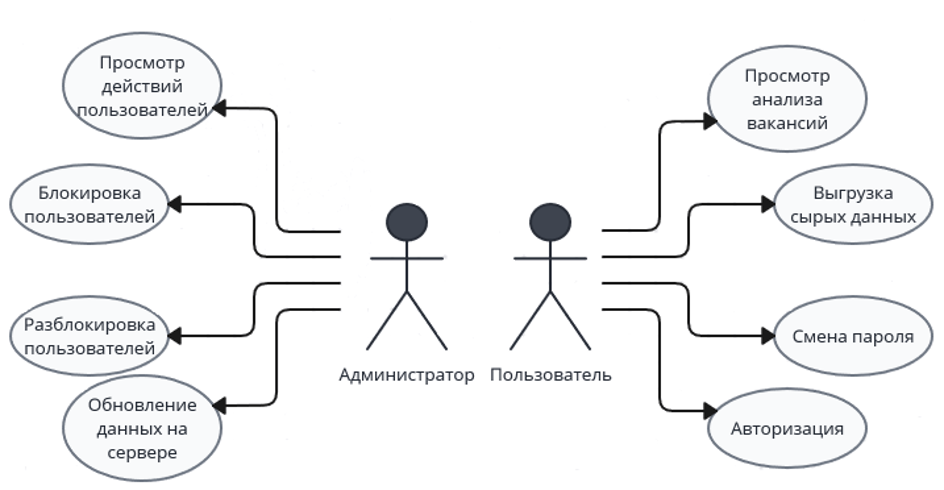 Просмотр
действий
пользователей
Блокировка
пользователей
Разблокировка
пользователей
Обновление
данных на
сервере
Администратор
Пользователь
Просмотр
анализа
вакансий
Выгрузка
сырых данных
Смена пароля
Авторизация